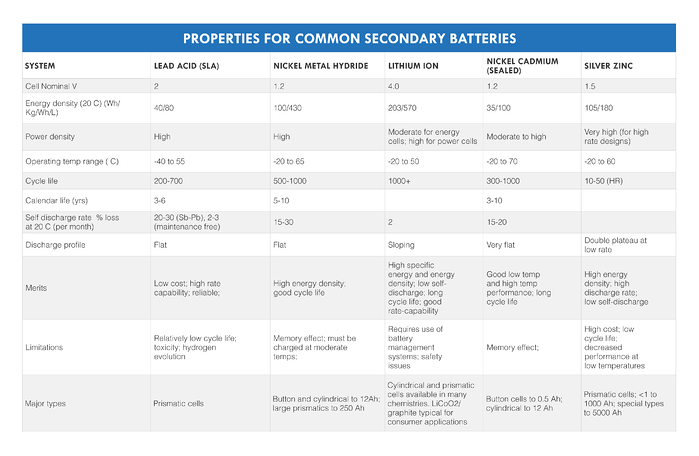 PROPERTIES FOR COMMON SECONDARY BATTERIES
SYSTEM LEAD ACID (SLA) NICKEL METAL HYDRIDE LITHIUM ION NICKEL CADMIUM (SEALED) SILVER ZINC
Cell Nominal V 2 1.2 4.0 1.2 1.5
Energy density (20 C) (Wh/ Kg/Wh/L) 40/80 100/430 203/570 35/100 105/180
Power density High High Moderate for energy cells; high for power cells Moderate to high Very high (for high rate designs)
Operating temp range ( C) -40 to 55 -20 to 65 -20 to 50 -20 to 70 -20 to 60
Cycle life 200-700 500-1000 1000+ 300-1000 10-50 (HR)
Calendar life (yrs) 3-6 5-10 3-10
Self discharge rate % loss at 20 C (per month) 20-30 (Sb-Pb), 2-3 (maintenance free) 15-30 2 15-20
Discharge profile Flat Flat Sloping Very flat Double plateau at low rate
Merits Low cost; high rate capability; reliable; High energy density; good cycle life High specific energy and energy density; low self-discharge; long cycle life; good rate-capability Good low temp and high temp performance; long cycle life High energy density; high discharge rate; low self-discharge
Limitations Relatively low cycle life; toxicity; hydrogen evolution Memory effect; must be charged at moderate temps; Requires use of battery management systems; safety issues Memory effect; High cost; low cycle life; decreased performance at low temperatures
Major types Prismatic cells Button and cylindrical to 12Ah; large prismatics to 250 Ah Cylindrical and prismatic cells available in many chemistries. LiCoO2/ graphite typical for consumer applications Button cells to 0.5 Ah; cylindrical to 12 Ah Prismatic cells; <1 to 1000 Ah; special types to 5000 Ah